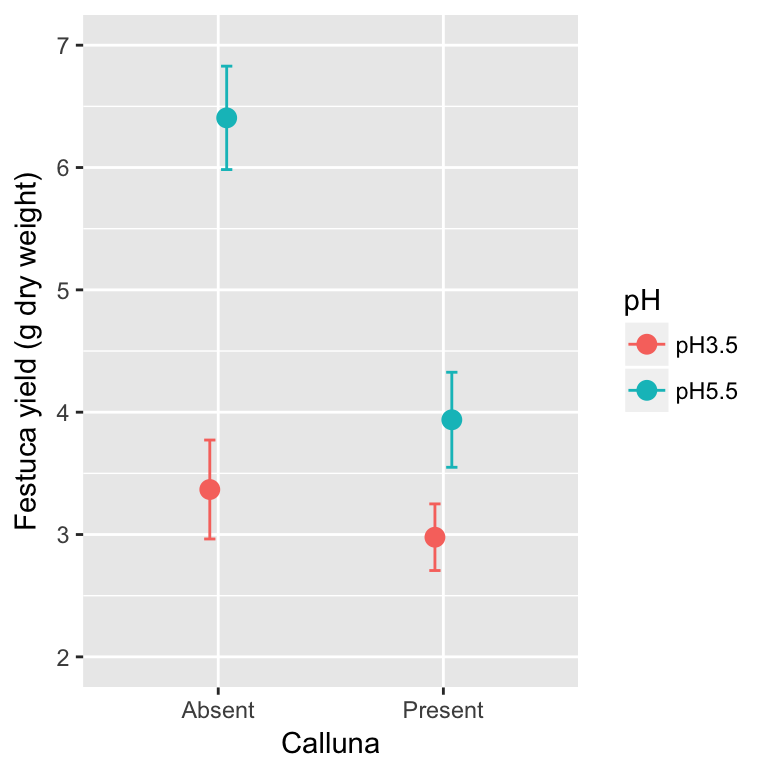 7
6
5
4
3
2
Festuca yield (g dry weight)
Absent
Present
Calluna
pH
pH3.5
pH5.5